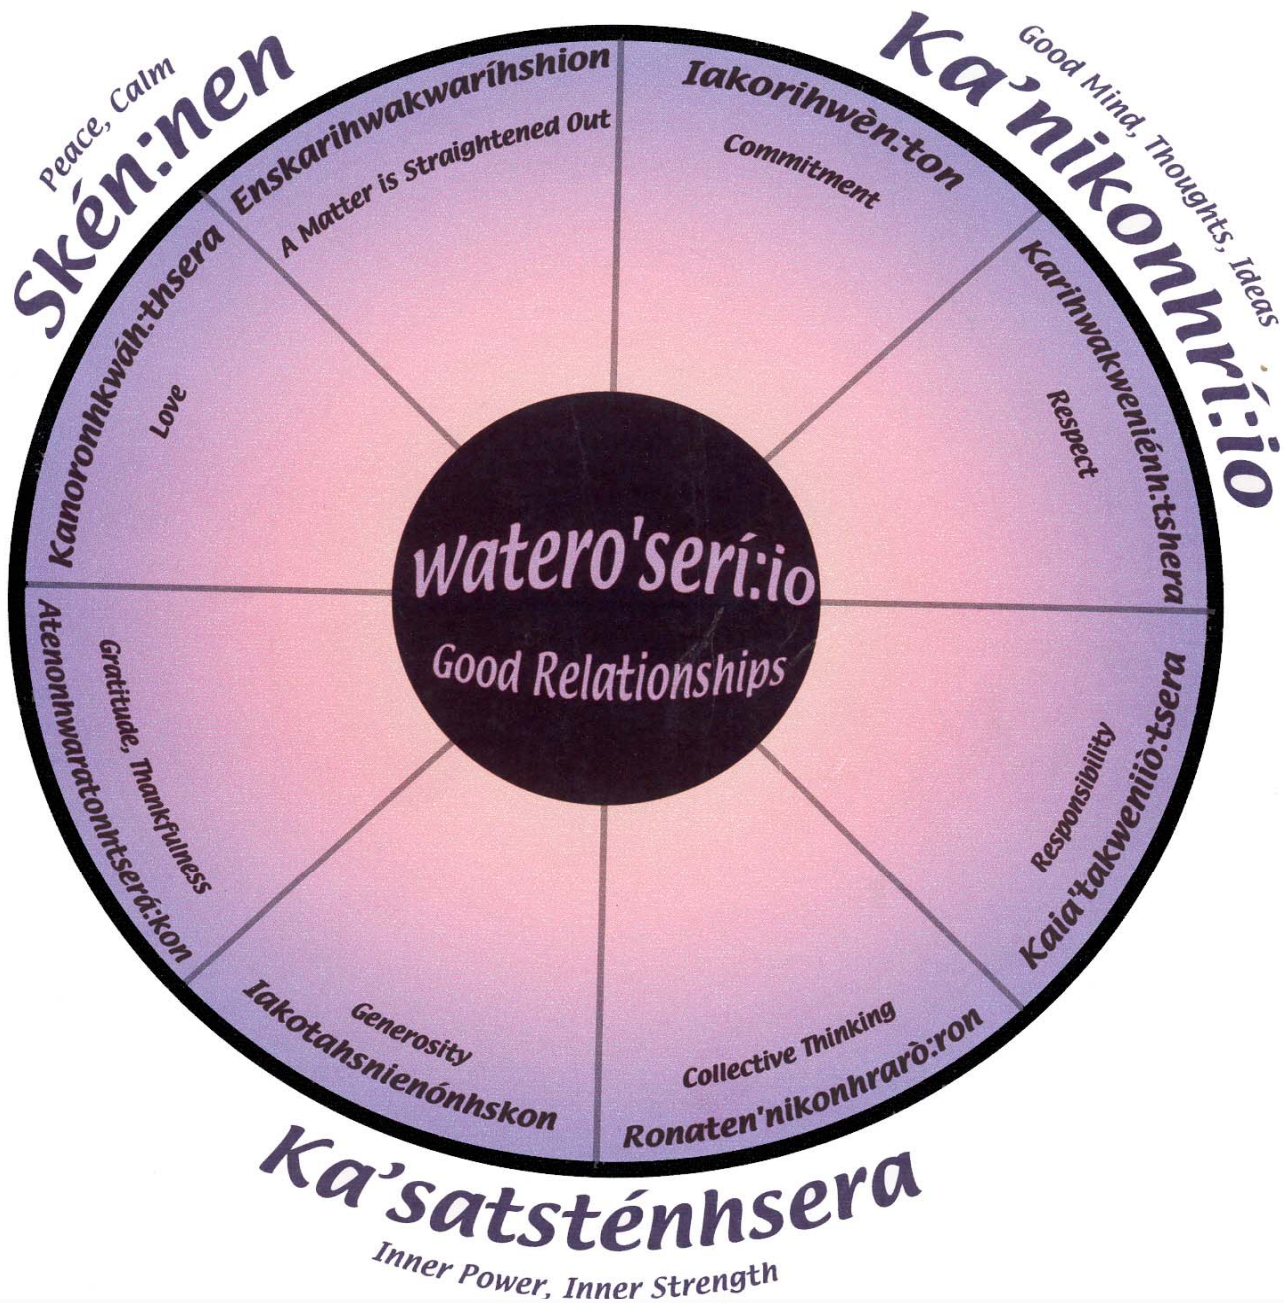 Skén:nen
Peace, Calm
Ka'nikonhrí:io
Good Mind, Thoughts, Ideas
Enskarihwakwaríhshion
A Matter is Straightened Out
Iakorihwèn:ton
Commitment
Karihwakweniénh:tshera
Respect
Kaia'takweniiò:tsera
Responsibility
Ronaten'nikonhrarò:ron
Collective Thinking
Iakotahsnienónhskon
Generosity
Atenonhwaratonhtserá:kon
Gratitude, Thankfulness
Kanoronhkwáh:thsera
Love
watero'serí:io
Good Relationships
Ka'satsténhsera
Inner Power, Inner Strength